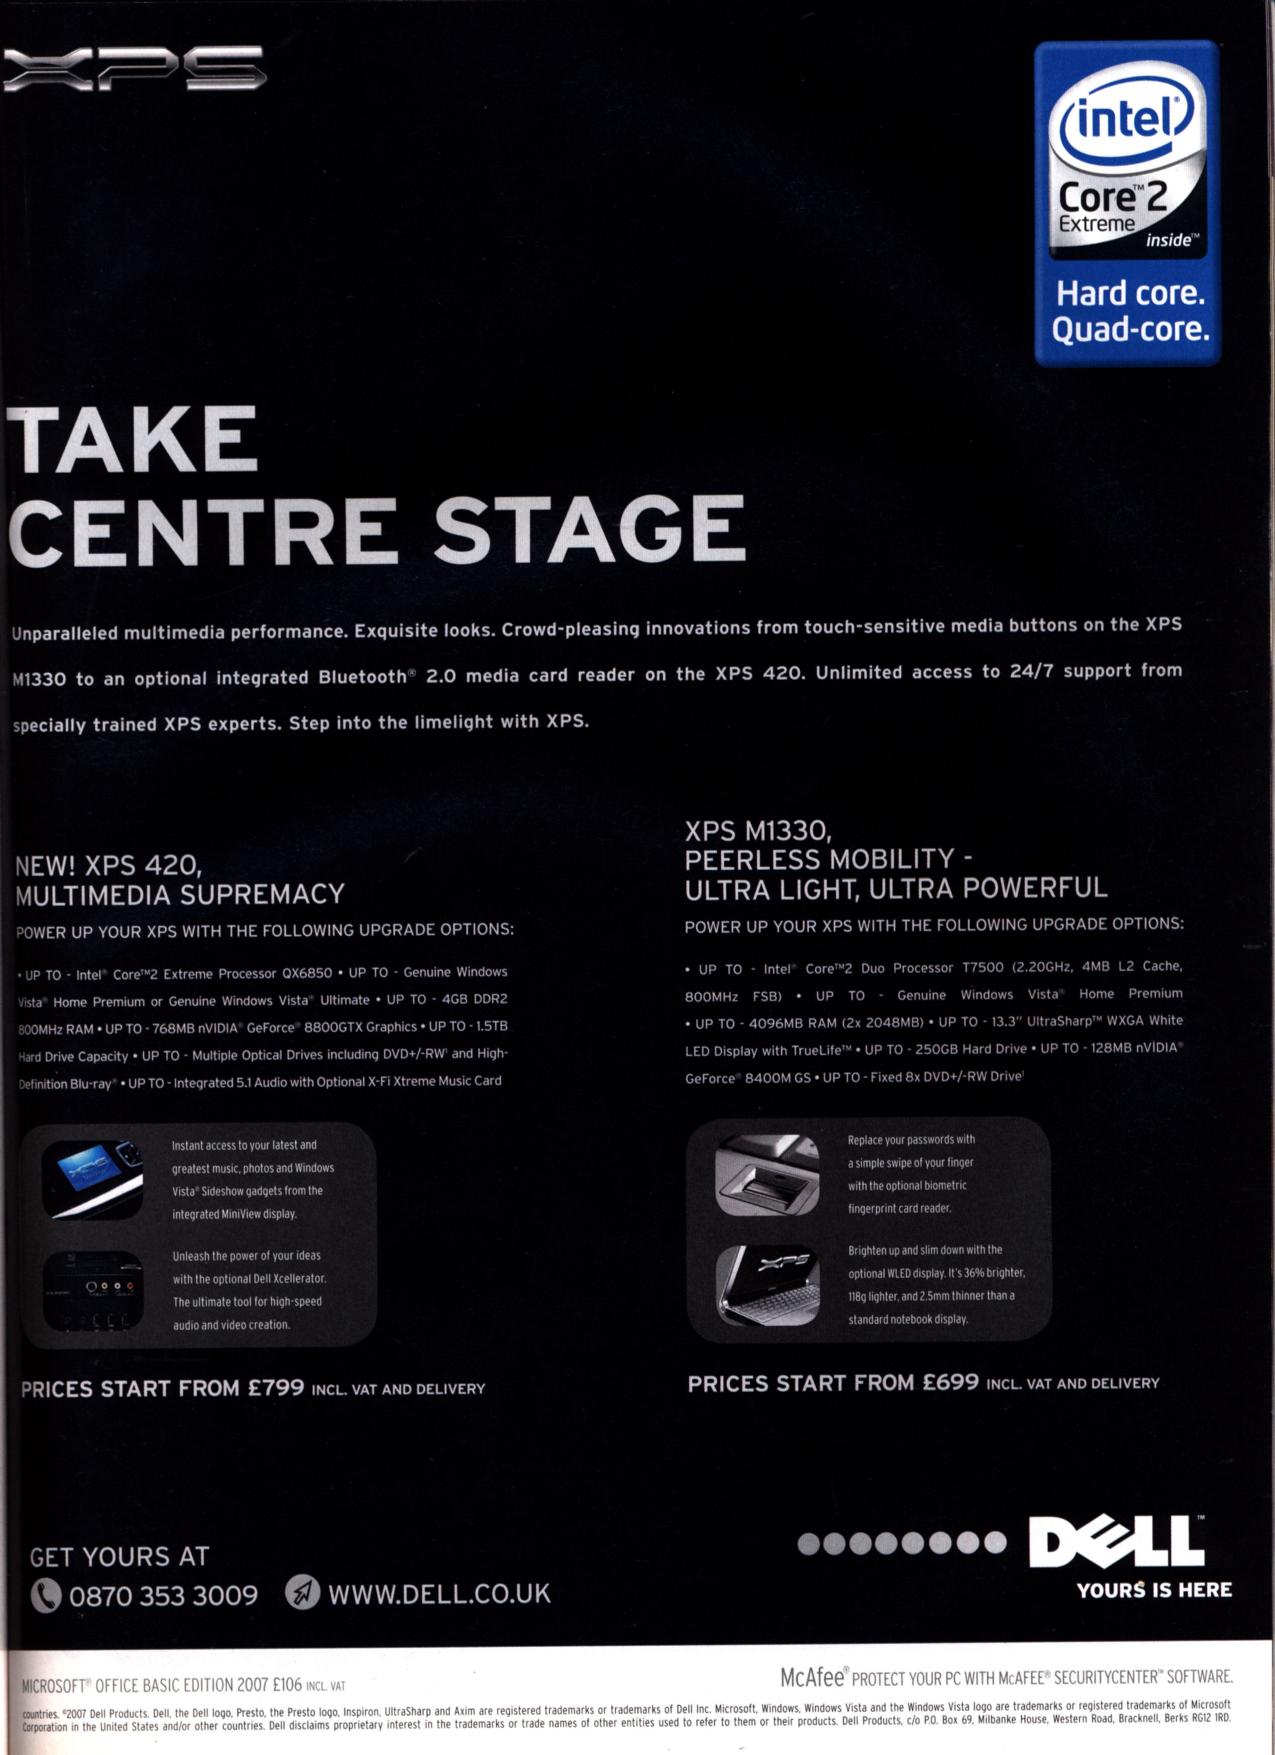 XPS
intel®
Core™2
Extreme
inside™
Hard core.
Quad-core.
TAKE
CENTRE STAGE
Unparalleled multimedia performance. Exquisite looks. Crowd-pleasing innovations from touch-sensitive media buttons on the XPS
M1330 to an optional integrated Bluetooth® 2.0 media card reader on the XPS 420. Unlimited access to 24/7 support from
specially trained XPS experts. Step into the limelight with XPS.
NEW! XPS 420,
MULTIMEDIA SUPREMACY
POWER UP YOUR XPS WITH THE FOLLOWING UPGRADE OPTIONS:
• UP TO - Intel® Core™2 Extreme Processor QX6850 • UP TO - Genuine Windows
Vista® Home Premium or Genuine Windows Vista® Ultimate • UP TO - 4GB DDR2
800MHz RAM • UP TO - 768MB nVIDIA® GeForce® 8800GTX Graphics • UP TO - 1.5TB
Hard Drive Capacity • UP TO - Multiple Optical Drives including DVD+/-RW¹ and High-
Definition Blu-ray® • UP TO - Integrated 5.1 Audio with Optional X-Fi Xtreme Music Card
XPS
Instant access to your latest and
greatest music, photos and Windows
Vista® Sideshow gadgets from the
integrated MiniView display.
Unleash the power of your ideas
with the optional Dell Xcellerator.
The ultimate tool for high-speed
audio and video creation.
PRICES START FROM £799 INCL. VAT AND DELIVERY
XPS M1330,
PEERLESS MOBILITY -
ULTRA LIGHT, ULTRA POWERFUL
POWER UP YOUR XPS WITH THE FOLLOWING UPGRADE OPTIONS:
• UP TO - Intel® Core™2 Duo Processor T7500 (2.20GHz, 4MB L2 Cache,
800MHz FSB) • UP TO - Genuine Windows Vista® Home Premium
• UP TO - 4096MB RAM (2x 2048MB) • UP TO - 13.3" UltraSharp™ WXGA White
LED Display with TrueLife™ • UP TO - 250GB Hard Drive • UP TO - 128MB nVIDIA®
GeForce® 8400M GS • UP TO - Fixed 8x DVD+/-RW Drive¹
Replace your passwords with
a simple swipe of your finger
with the optional biometric
fingerprint card reader.
XPS
Brighten up and slim down with the
optional WLED display. It's 36% brighter,
118g lighter, and 2.5mm thinner than a
standard notebook display.
PRICES START FROM £699 INCL. VAT AND DELIVERY
GET YOURS AT
0870 353 3009 WWW.DELL.CO.UK
DELL™
YOURS IS HERE
MICROSOFT® OFFICE BASIC EDITION 2007 £106 INCL. VAT
McAfee® PROTECT YOUR PC WITH McAFEE® SECURITYCENTER™ SOFTWARE.
countries. ©2007 Dell Products. Dell, the Dell logo, Presto, the Presto logo, Inspiron, UltraSharp and Axim are registered trademarks or trademarks of Dell Inc. Microsoft, Windows, Windows Vista and the Windows Vista logo are trademarks or registered trademarks of Microsoft
Corporation in the United States and/or other countries. Dell disclaims proprietary interest in the trademarks or trade names of other entities used to refer to them or their products. Dell Products, c/o P.O. Box 69, Milbanke House, Western Road, Bracknell, Berks RG12 1RD.